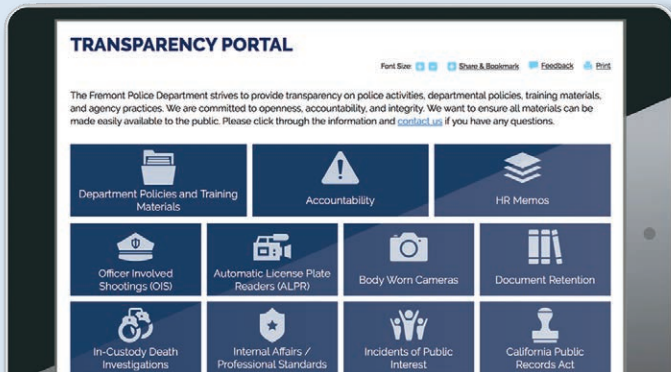 TRANSPARENCY PORTAL
Font Size: + - + Share & Bookmark Feedback Print
The Fremont Police Department strives to provide transparency on police activities, departmental policies, training materials,
and agency practices. We are committed to openness, accountability, and integrity. We want to ensure all materials can be
made easily available to the public. Please click through the information and contact us if you have any questions.
Department Policies and Training
Materials
Accountability
HR Memos
Officer Involved
Shootings (OIS)
Automatic License Plate
Readers (ALPR)
Body Worn Cameras
Document Retention
In-Custody Death
Investigations
Internal Affairs /
Professional Standards
Incidents of Public
Interest
California Public
Records Act